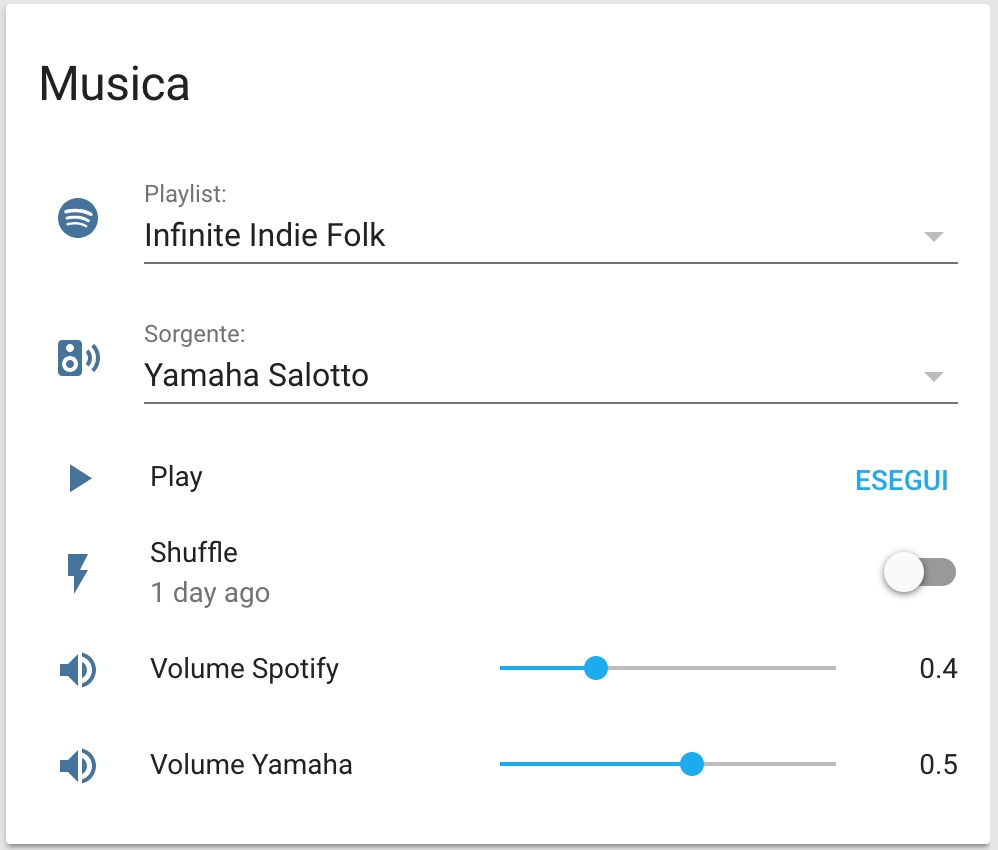 Musica
Playlist:
Infinite Indie Folk
Sorgente:
Yamaha Salotto
Play
ESEGUI
Shuffle
1 day ago
Volume Spotify
0.4
Volume Yamaha
0.5